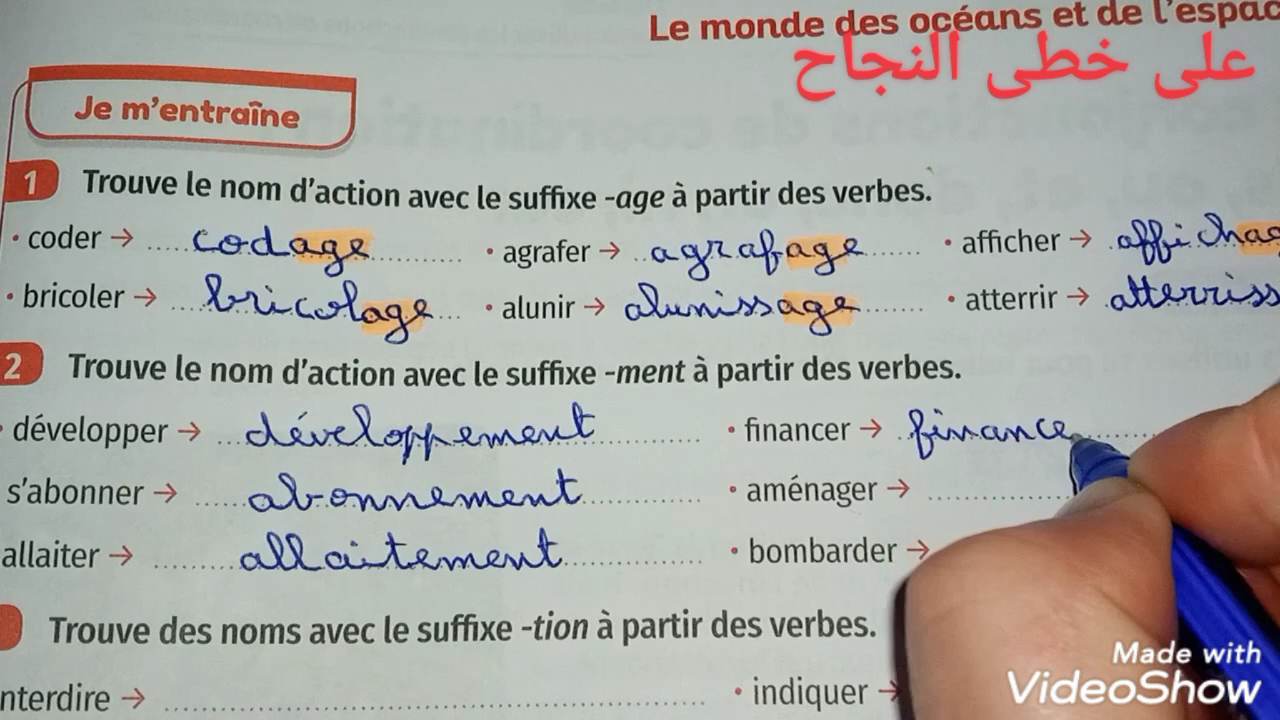 Le monde des océans et de l'espac
على خطى النجاح
Je m'entraîne
1 Trouve le nom d'action avec le suffixe -age à partir des verbes.
• coder → codage • agrafer → agrafage • afficher → affichag
• bricoler → bricolage • alunir → alunissage • atterrir → atterriss
2 Trouve le nom d'action avec le suffixe -ment à partir des verbes.
développer → développement • financer → finance
s'abonner → abonnement • aménager →
allaiter → allaitement • bombarder →
Trouve des noms avec le suffixe -tion à partir des verbes.
nterdire → • indiquer →
Made with
VideoShow